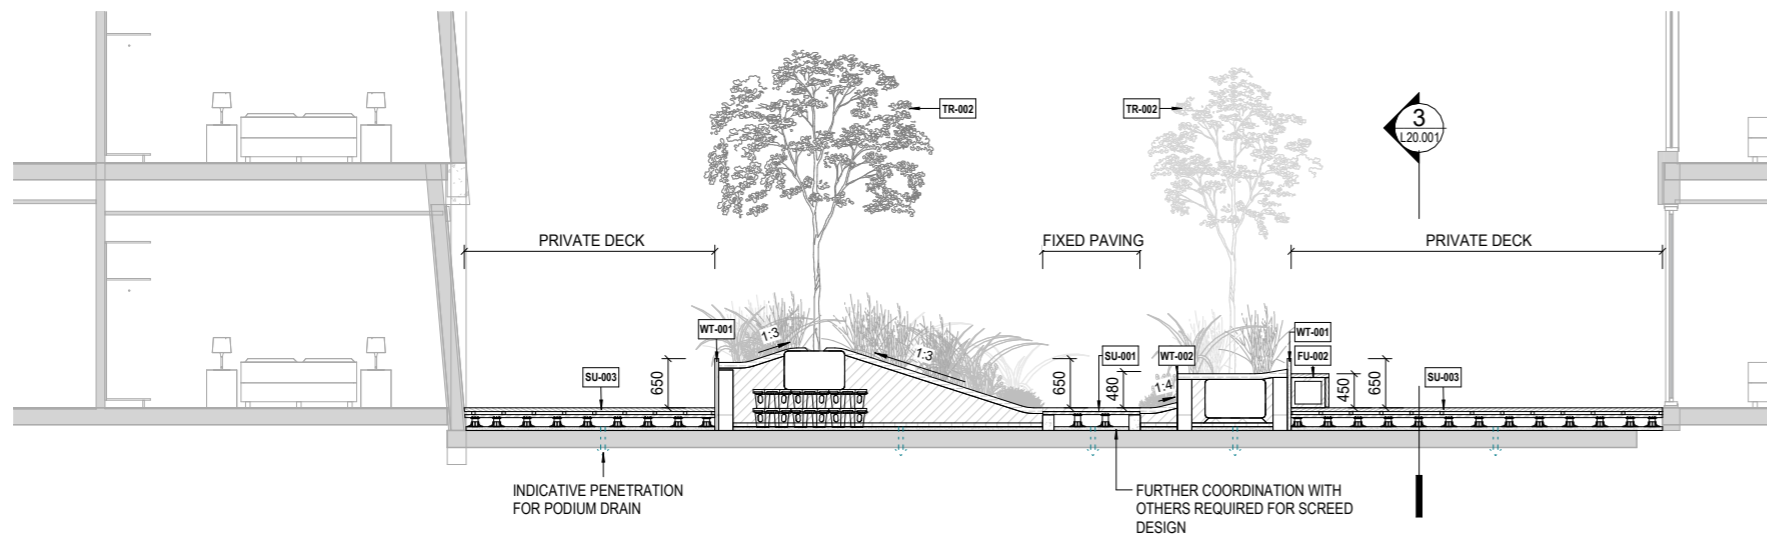 TR-002
TR-002
3
L20.001
PRIVATE DECK
FIXED PAVING
PRIVATE DECK
WT-001
1:3
1:3
SU-001
WT-002
WT-001
FU-002
SU-003
650
650
480
1:4
450
650
SU-003
INDICATIVE PENETRATION
FOR PODIUM DRAIN
FURTHER COORDINATION WITH
OTHERS REQUIRED FOR SCREED
DESIGN